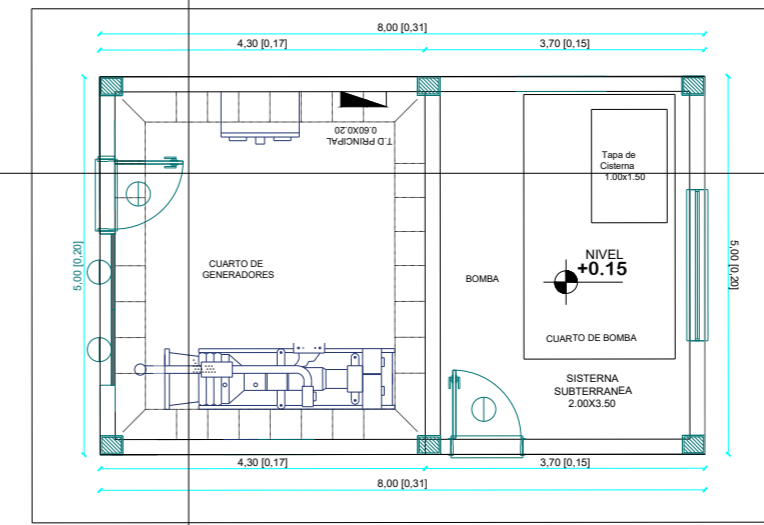 8,00 [0,31]
4,30 [0,17]
3,70 [0,15]
T.D. PRINCIPAL
0.60X0.20
Tapa de
Cisterna
1.00x1.50
5,00 [0,20]
CUARTO DE
GENERADORES
BOMBA
NIVEL
+0.15
5,00 [0,20]
CUARTO DE BOMBA
SISTERNA
SUBTERRANEA
2.00X3.50
4,30 [0,17]
3,70 [0,15]
8,00 [0,31]